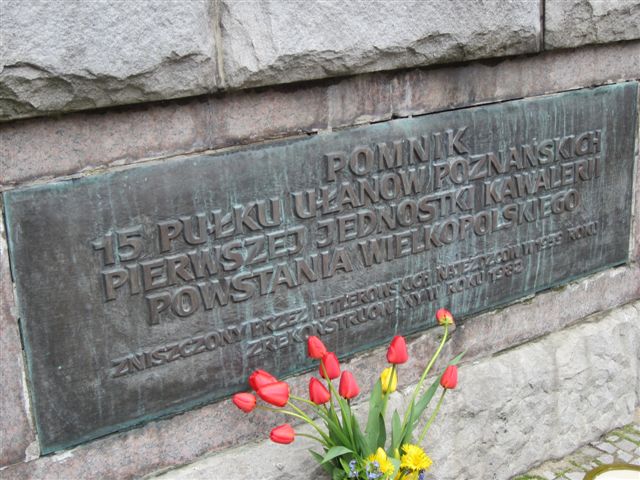 POMNIK
15 PUŁKU UŁANÓW POZNAŃSKICH
PIERWSZEJ JEDNOSTKI KAWALERII
POWSTANIA WIELKOPOLSKIEGO
ZNISZCZONY PRZEZ HITLEROWSKICH NAJEŹDŹCÓW W 1939 ROKU
ZREKONSTRUOWANY W ROKU 1982